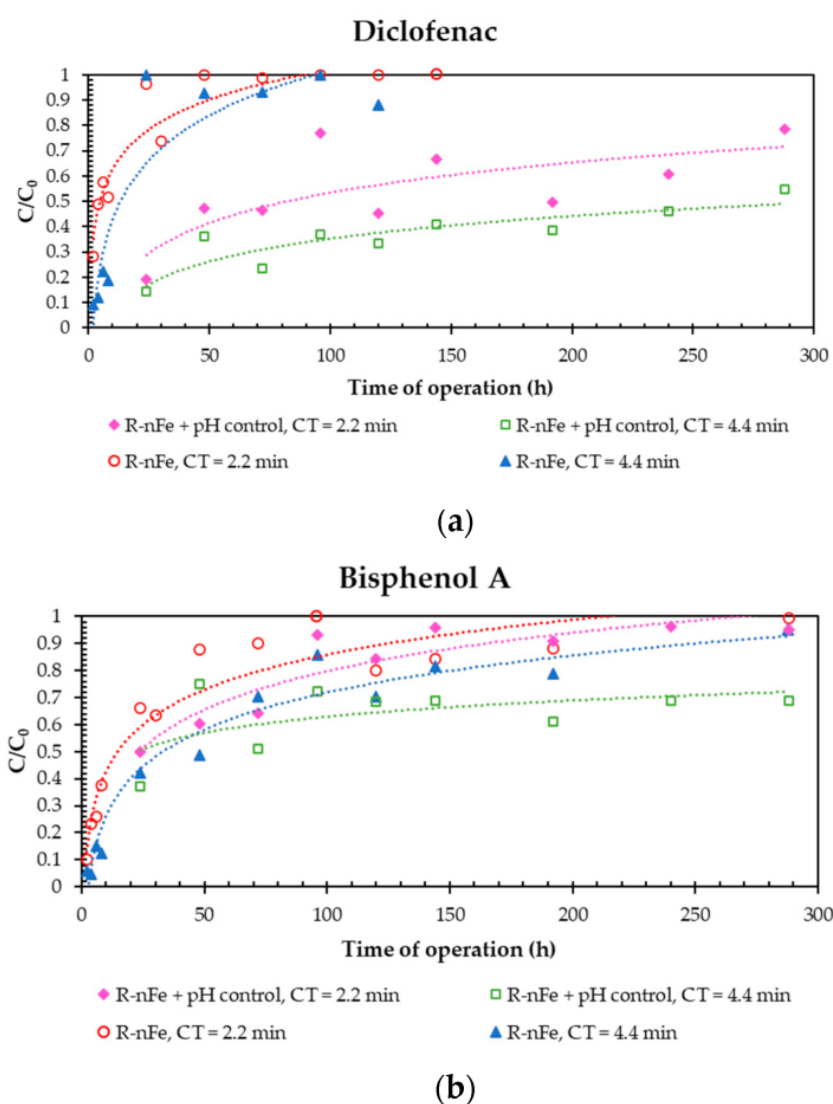 Diclofenac
1
0.9
0.8
0.7
0.6
0.5
0.4
0.3
0.2
0.1
0
C/C₀
0 50 100 150 200 250 300
Time of operation (h)
R-nFe + pH control, CT = 2.2 min R-nFe + pH control, CT = 4.4 min
R-nFe, CT = 2.2 min R-nFe, CT = 4.4 min
(a)
Bisphenol A
1
0.9
0.8
0.7
0.6
0.5
0.4
0.3
0.2
0.1
0
C/C₀
0 50 100 150 200 250 300
Time of operation (h)
R-nFe + pH control, CT = 2.2 min R-nFe + pH control, CT = 4.4 min
R-nFe, CT = 2.2 min R-nFe, CT = 4.4 min
(b)